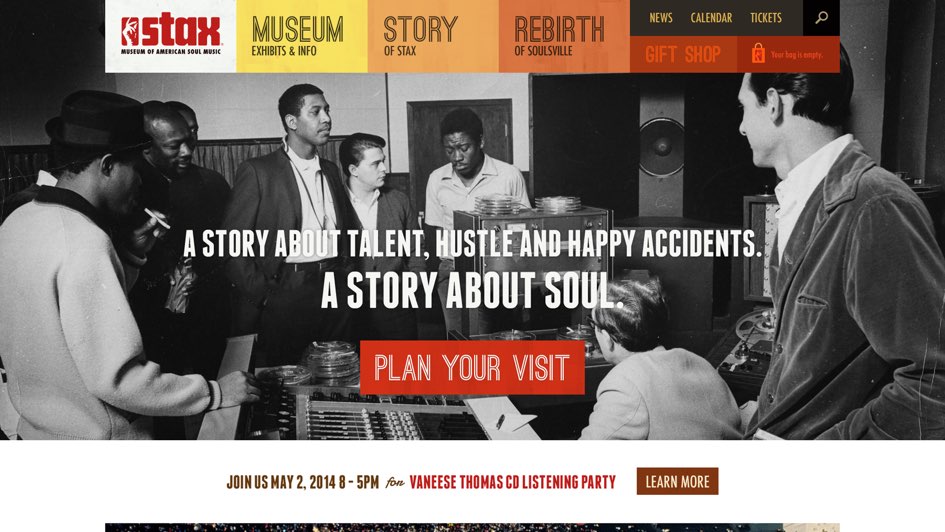 stax
MUSEUM OF AMERICAN SOUL MUSIC
MUSEUM
EXHIBITS & INFO
STORY
OF STAX
REBIRTH
OF SOULSVILLE
NEWS CALENDAR TICKETS
GIFT SHOP
Your bag is empty.
A STORY ABOUT TALENT, HUSTLE AND HAPPY ACCIDENTS.
A STORY ABOUT SOUL.
PLAN YOUR VISIT
JOIN US MAY 2, 2014 8 - 5PM for VANEESE THOMAS CD LISTENING PARTY
LEARN MORE